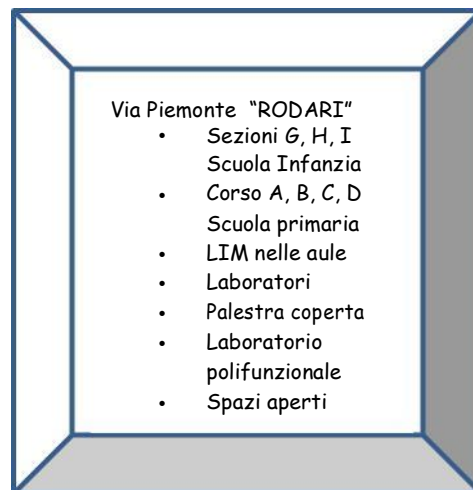 Via Piemonte "RODARI"
• Sezioni G, H, I
Scuola Infanzia
• Corso A, B, C, D
Scuola primaria
• LIM nelle aule
• Laboratori
• Palestra coperta
• Laboratorio
polifunzionale
• Spazi aperti